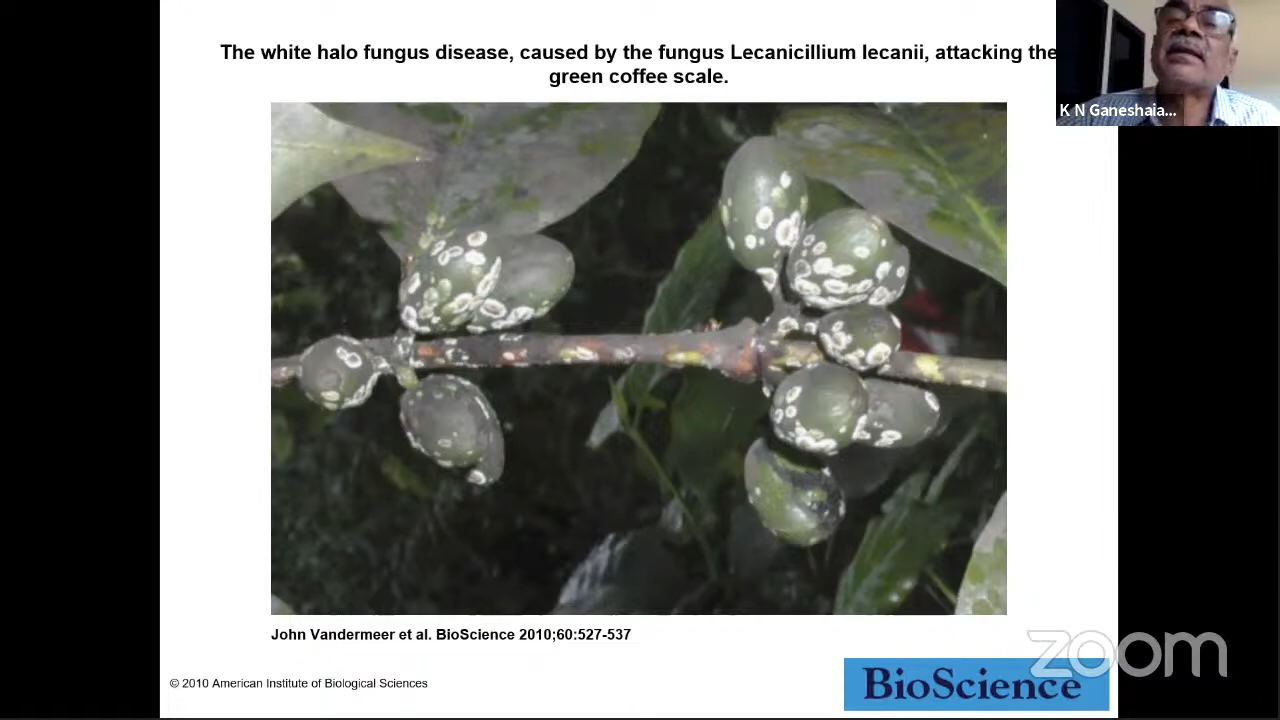 The white halo fungus disease, caused by the fungus Lecanicillium lecanii, attacking the
green coffee scale.
K N Ganeshaia...
John Vandermeer et al. BioScience 2010;60:527-537
zoom
© 2010 American Institute of Biological Sciences
BioScience